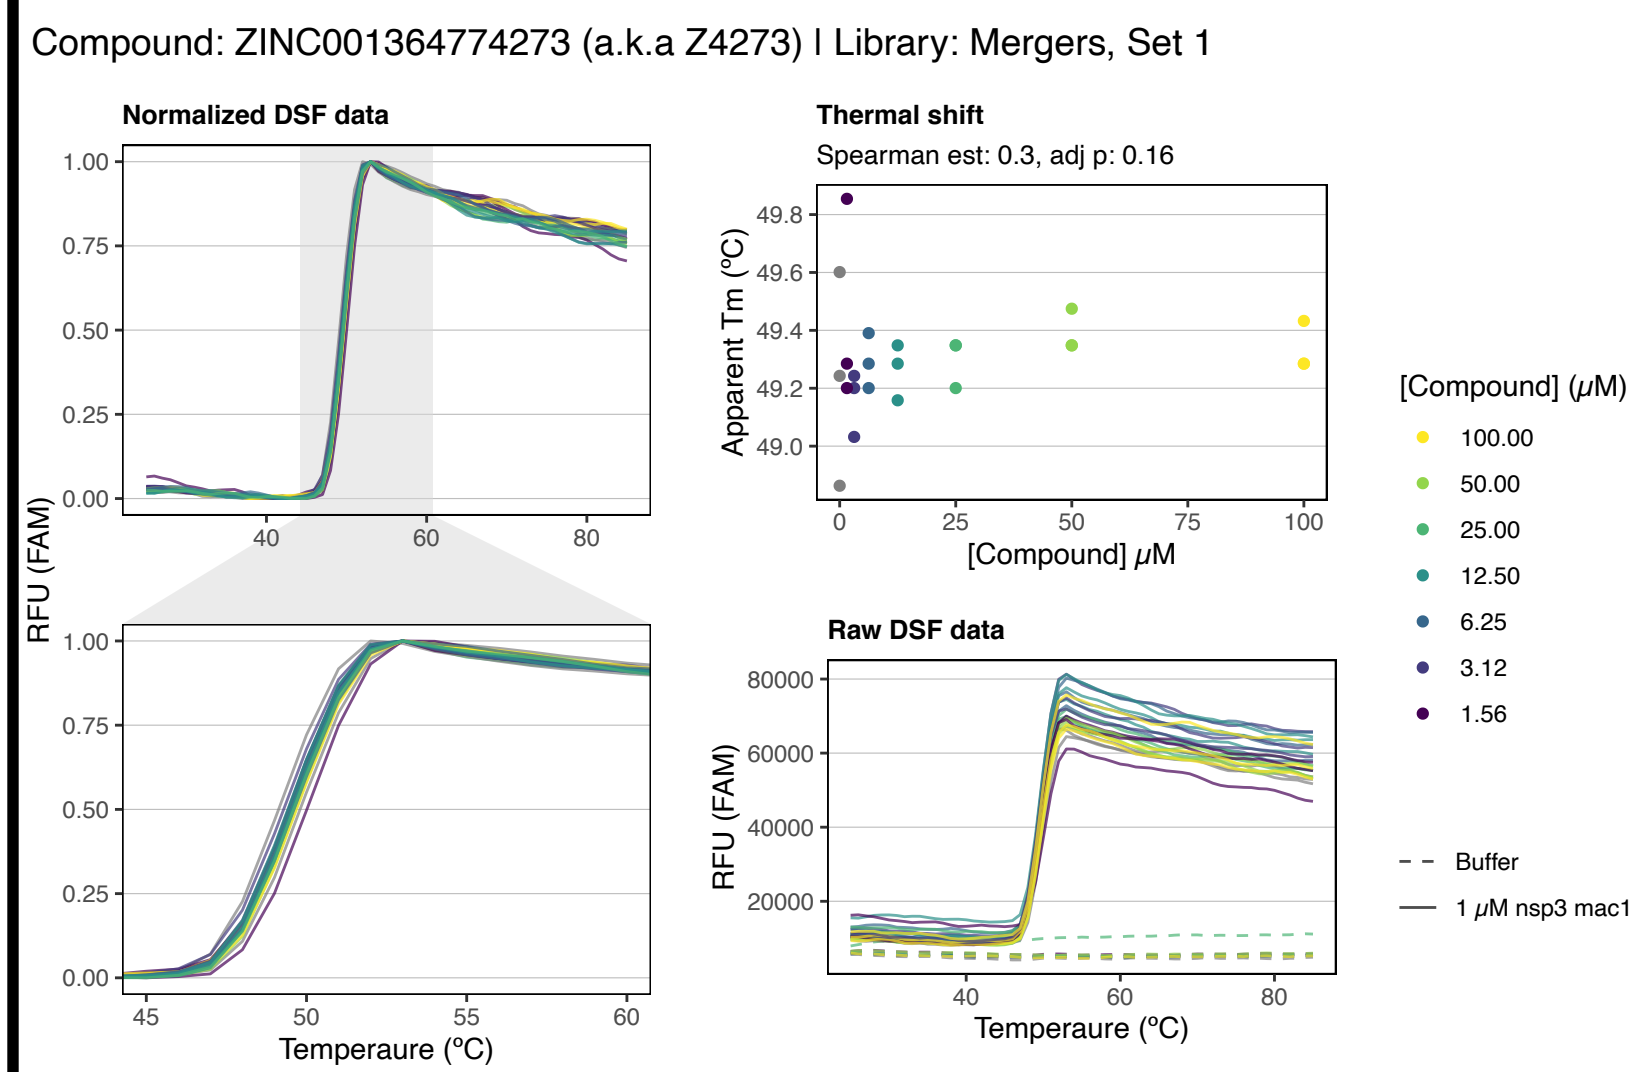 Compound: ZINC001364774273 (a.k.a Z4273) | Library: Mergers, Set 1
Normalized DSF data
1.00
0.75
0.50
0.25
0.00
40 60 80
RFU (FAM)
1.00
0.75
0.50
0.25
0.00
45 50 55 60
Temperaure (ºC)
Thermal shift
Spearman est: 0.3, adj p: 0.16
Apparent Tm (ºC)
49.8
49.6
49.4
49.2
49.0
0 25 50 75 100
[Compound] µM
Raw DSF data
RFU (FAM)
80000
60000
40000
20000
40 60 80
Temperaure (ºC)
[Compound] (µM)
100.00
50.00
25.00
12.50
6.25
3.12
1.56
Buffer
1 µM nsp3 mac1